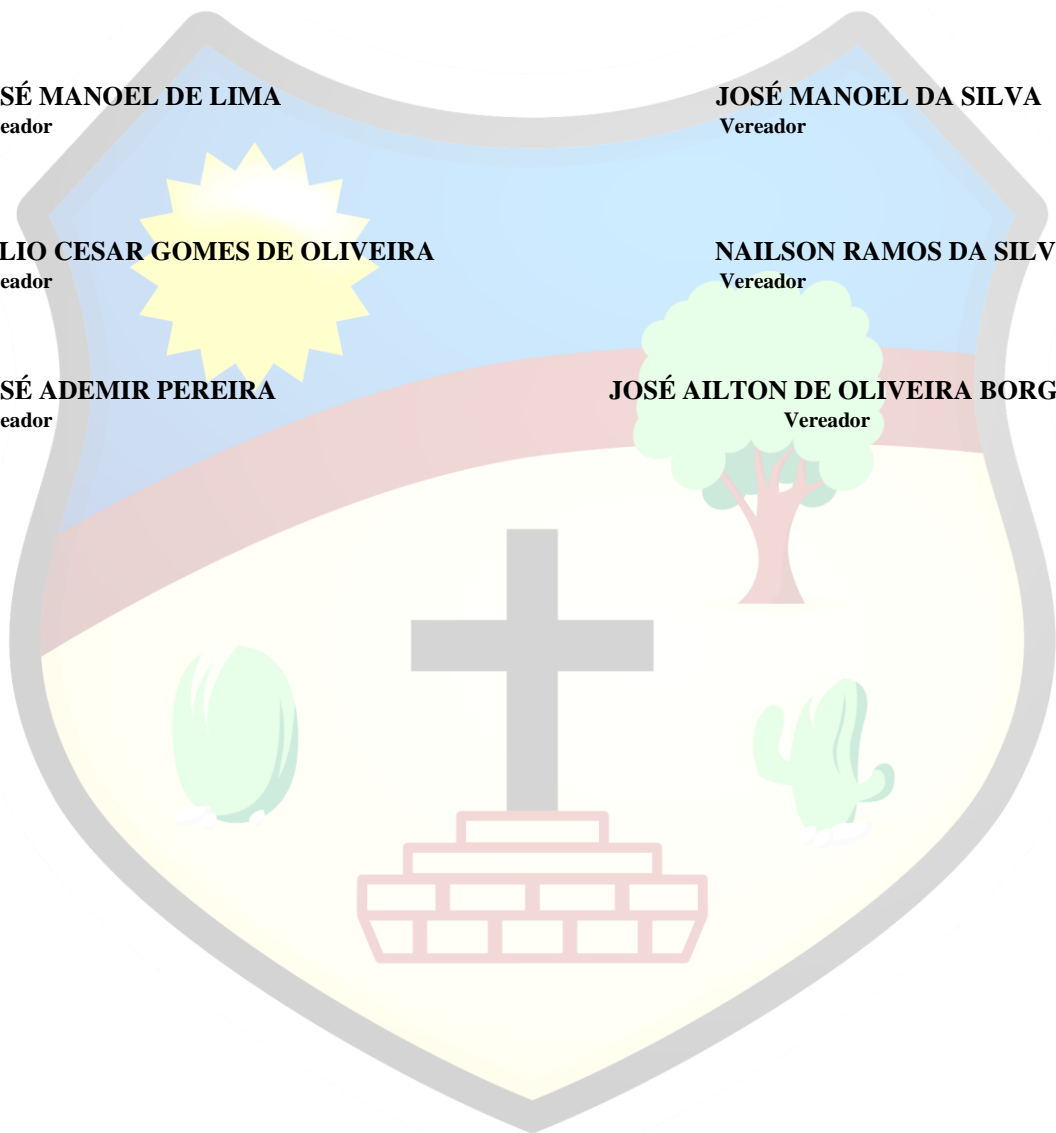 SÉ MANOEL DE LIMA JOSÉ MANOEL DA SILVA
eador Vereador
LIO CESAR GOMES DE OLIVEIRA NAILSON RAMOS DA SILV
eador Vereador
SÉ ADEMIR PEREIRA JOSÉ AILTON DE OLIVEIRA BORG
eador Vereador